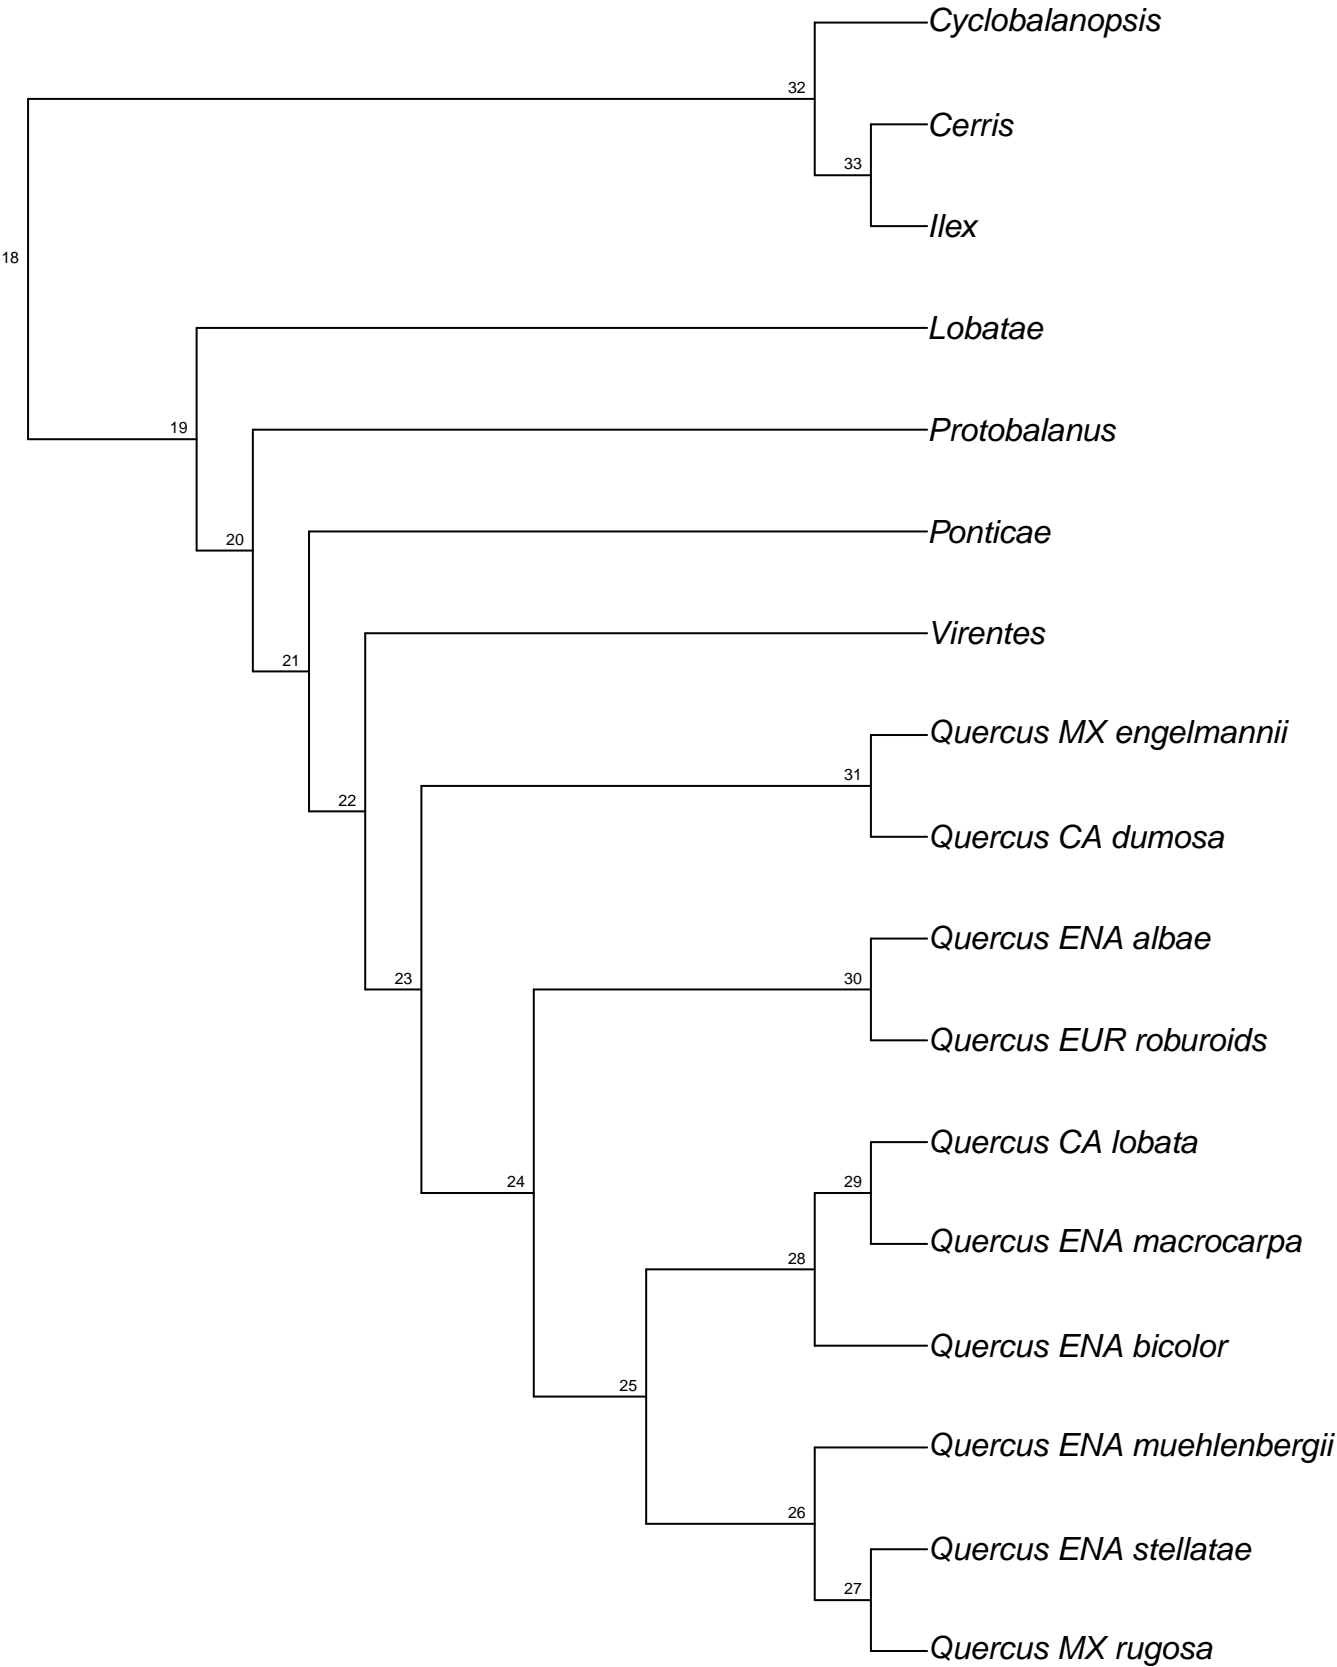 Cyclobalanopsis
32
Cerris
33
Ilex
18
Lobatae
19
Protobalanus
20
Ponticae
21
Virentes
Quercus MX engelmannii
31
22
Quercus CA dumosa
Quercus ENA albae
23
30
Quercus EUR roburoids
Quercus CA lobata
24
29
Quercus ENA macrocarpa
28
Quercus ENA bicolor
25
Quercus ENA muehlenbergii
26
Quercus ENA stellatae
27
Quercus MX rugosa